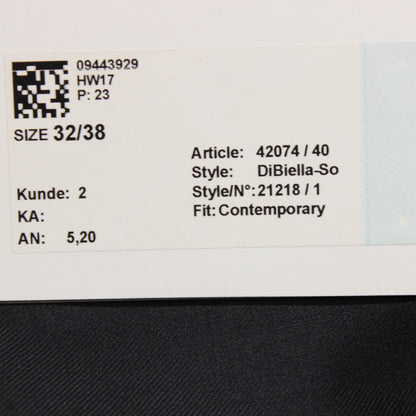 09443929
HW17
P: 23
SIZE 32/38
Article: 42074 / 40
Style: DiBiella-So
Style/N°: 21218 / 1
Fit: Contemporary
Kunde: 2
KA:
AN: 5,20